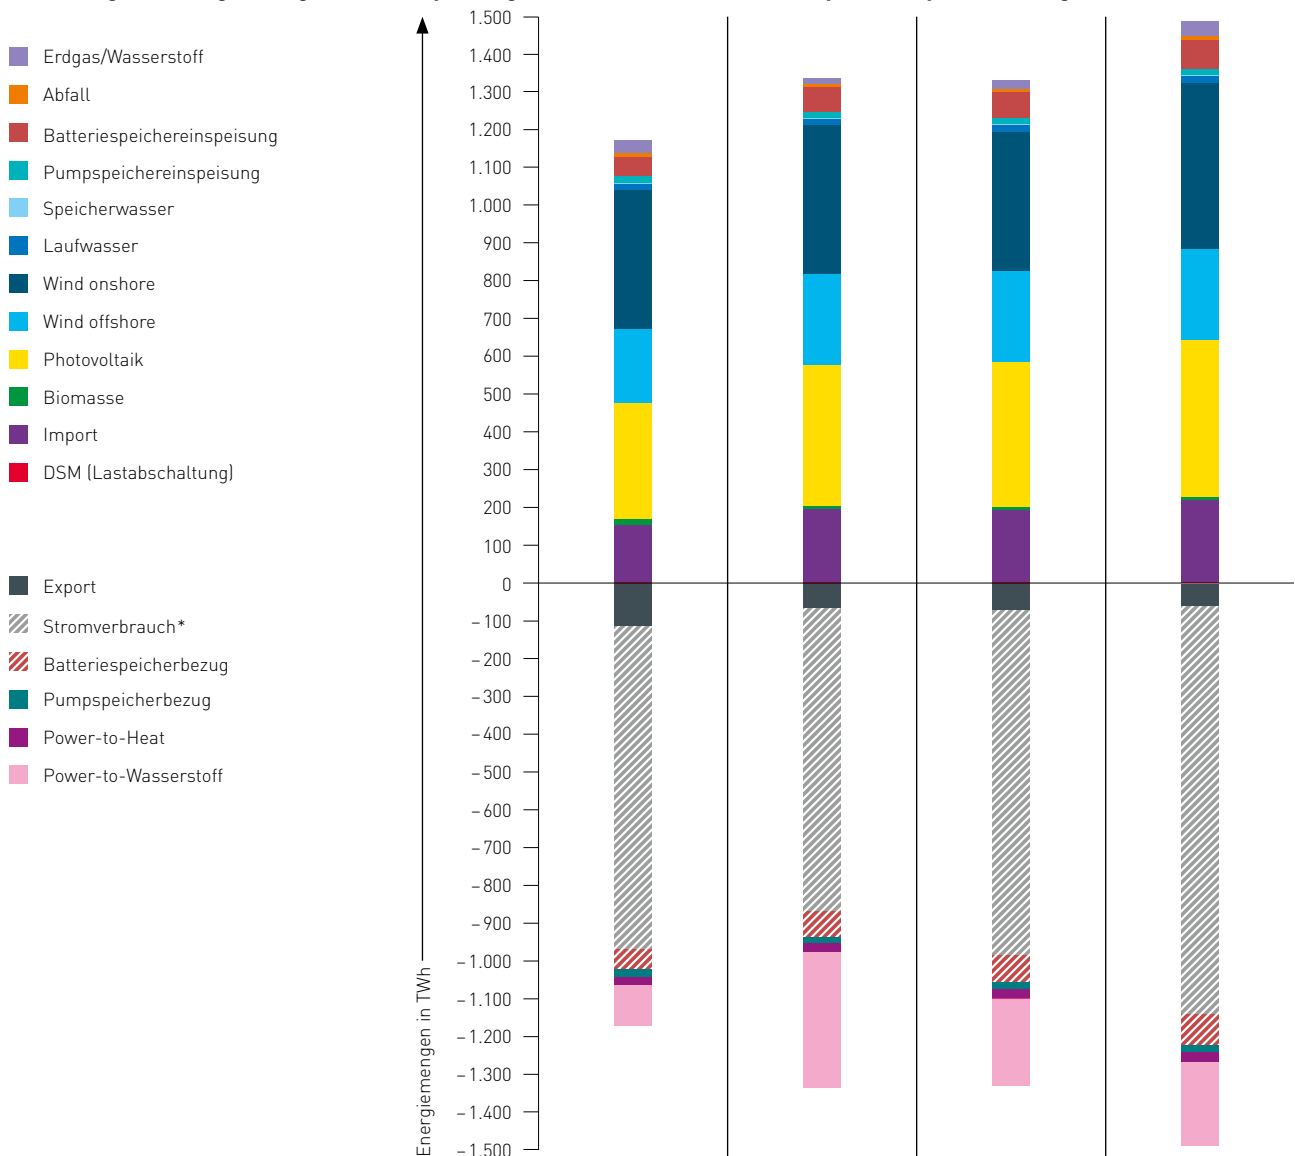 Erdgas/Wasserstoff
Abfall
Batteriespeichereinspeisung
Pumpspeichereinspeisung
Speicherwasser
Laufwasser
Wind onshore
Wind offshore
Photovoltaik
Biomasse
Import
DSM (Lastabschaltung)
Export
Stromverbrauch*
Batteriespeicherbezug
Pumpspeicherbezug
Power-to-Heat
Power-to-Wasserstoff
Energiemengen in TWh
1.500
1.400
1.300
1.200
1.100
1.000
900
800
700
600
500
400
300
200
100
0
–100
–200
–300
–400
–500
–600
–700
–800
–900
–1.000
–1.100
–1.200
–1.300
–1.400
–1.500